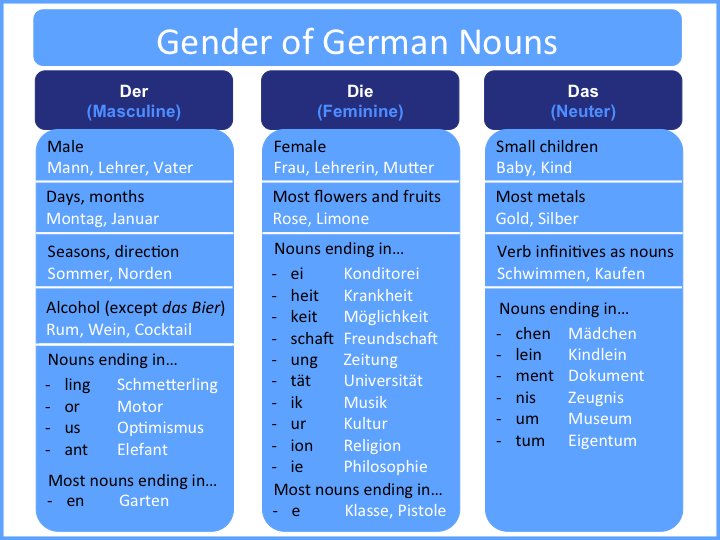 Gender of German Nouns
Der
(Masculine)
Male
Mann, Lehrer, Vater
Days, months
Montag, Januar
Seasons, direction
Sommer, Norden
Alcohol (except das Bier)
Rum, Wein, Cocktail
Nouns ending in...
- ling Schmetterling
- or Motor
- us Optimismus
- ant Elefant
Most nouns ending in...
- en Garten
Die
(Feminine)
Female
Frau, Lehrerin, Mutter
Most flowers and fruits
Rose, Limone
Nouns ending in...
- ei Konditorei
- heit Krankheit
- keit Möglichkeit
- schaft Freundschaft
- ung Zeitung
- tät Universität
- ik Musik
- ur Kultur
- ion Religion
- ie Philosophie
Most nouns ending in...
- e Klasse, Pistole
Das
(Neuter)
Small children
Baby, Kind
Most metals
Gold, Silber
Verb infinitives as nouns
Schwimmen, Kaufen
Nouns ending in...
- chen Mädchen
- lein Kindlein
- ment Dokument
- nis Zeugnis
- um Museum
- tum Eigentum